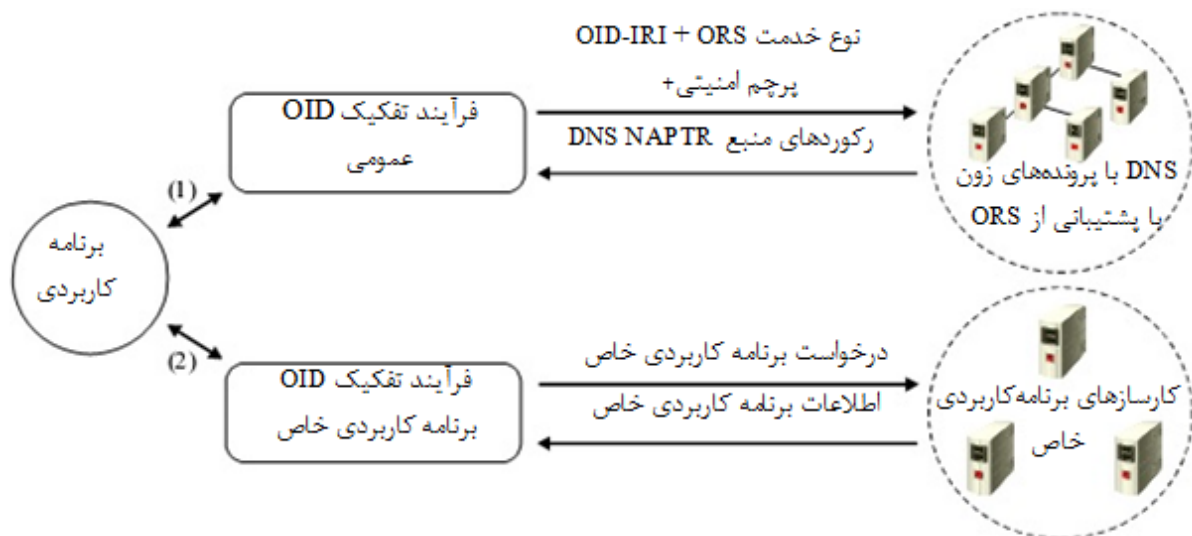 نوع خدمت OID-IRI + ORS
پرچم امنیتی+
رکوردهای منبع DNS NAPTR
فرآیند تفکیک OID
عمومی
DNS با پرونده‌های زون
با پشتیبانی از ORS
(1)
برنامه
کاربردی
(2)
فرآیند تفکیک OID
برنامه کاربردی خاص
درخواست برنامه کاربردی خاص
اطلاعات برنامه کاربردی خاص
کارسازهای برنامه‌کاربردی
خاص